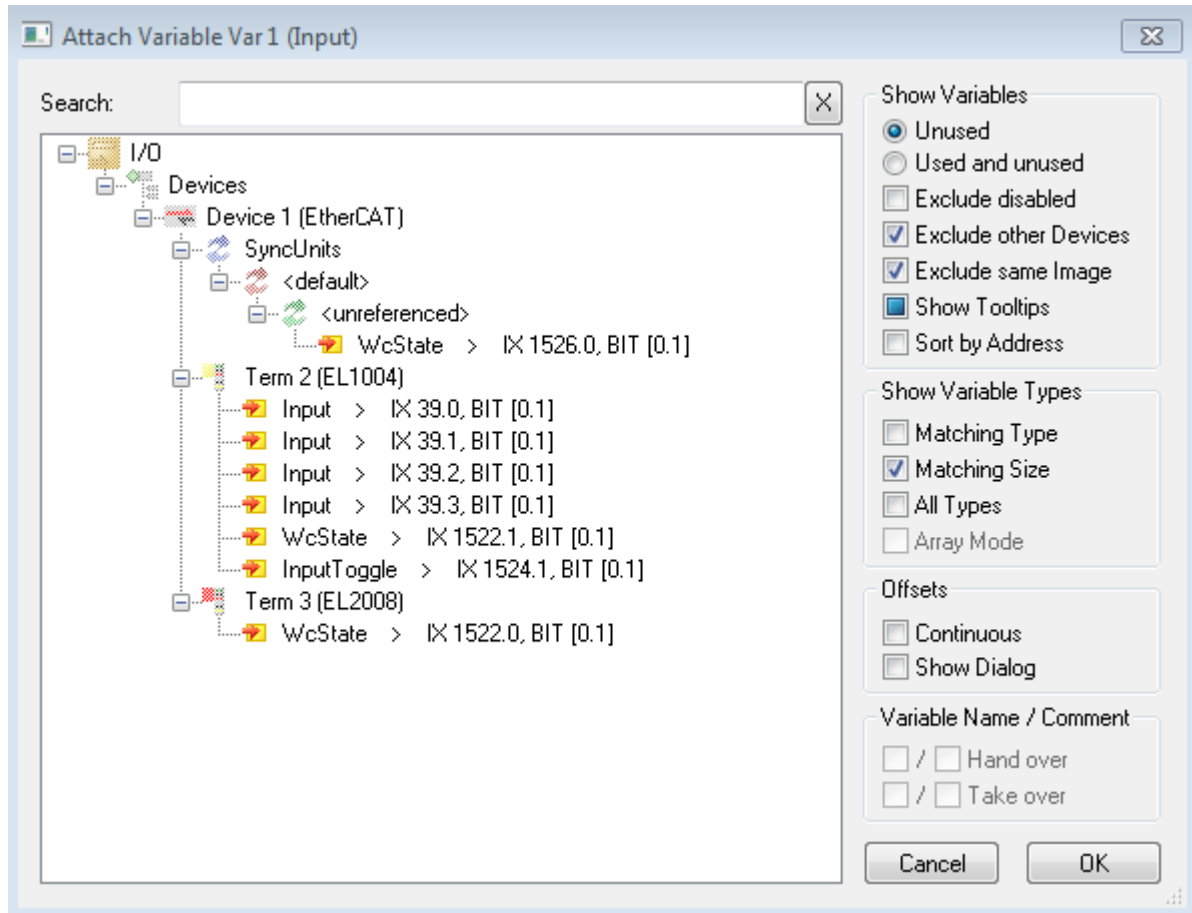 Attach Variable Var 1 (Input)
Search:
X
I/O
Devices
Device 1 (EtherCAT)
SyncUnits
<default>
<unreferenced>
WcState > IX 1526.0, BIT [0.1]
Term 2 (EL1004)
Input > IX 39.0, BIT [0.1]
Input > IX 39.1, BIT [0.1]
Input > IX 39.2, BIT [0.1]
Input > IX 39.3, BIT [0.1]
WcState > IX 1522.1, BIT [0.1]
InputToggle > IX 1524.1, BIT [0.1]
Term 3 (EL2008)
WcState > IX 1522.0, BIT [0.1]
Show Variables
Unused
Used and unused
Exclude disabled
Exclude other Devices
Exclude same Image
Show Tooltips
Sort by Address
Show Variable Types
Matching Type
Matching Size
All Types
Array Mode
Offsets
Continuous
Show Dialog
Variable Name / Comment
/ Hand over
/ Take over
Cancel
OK